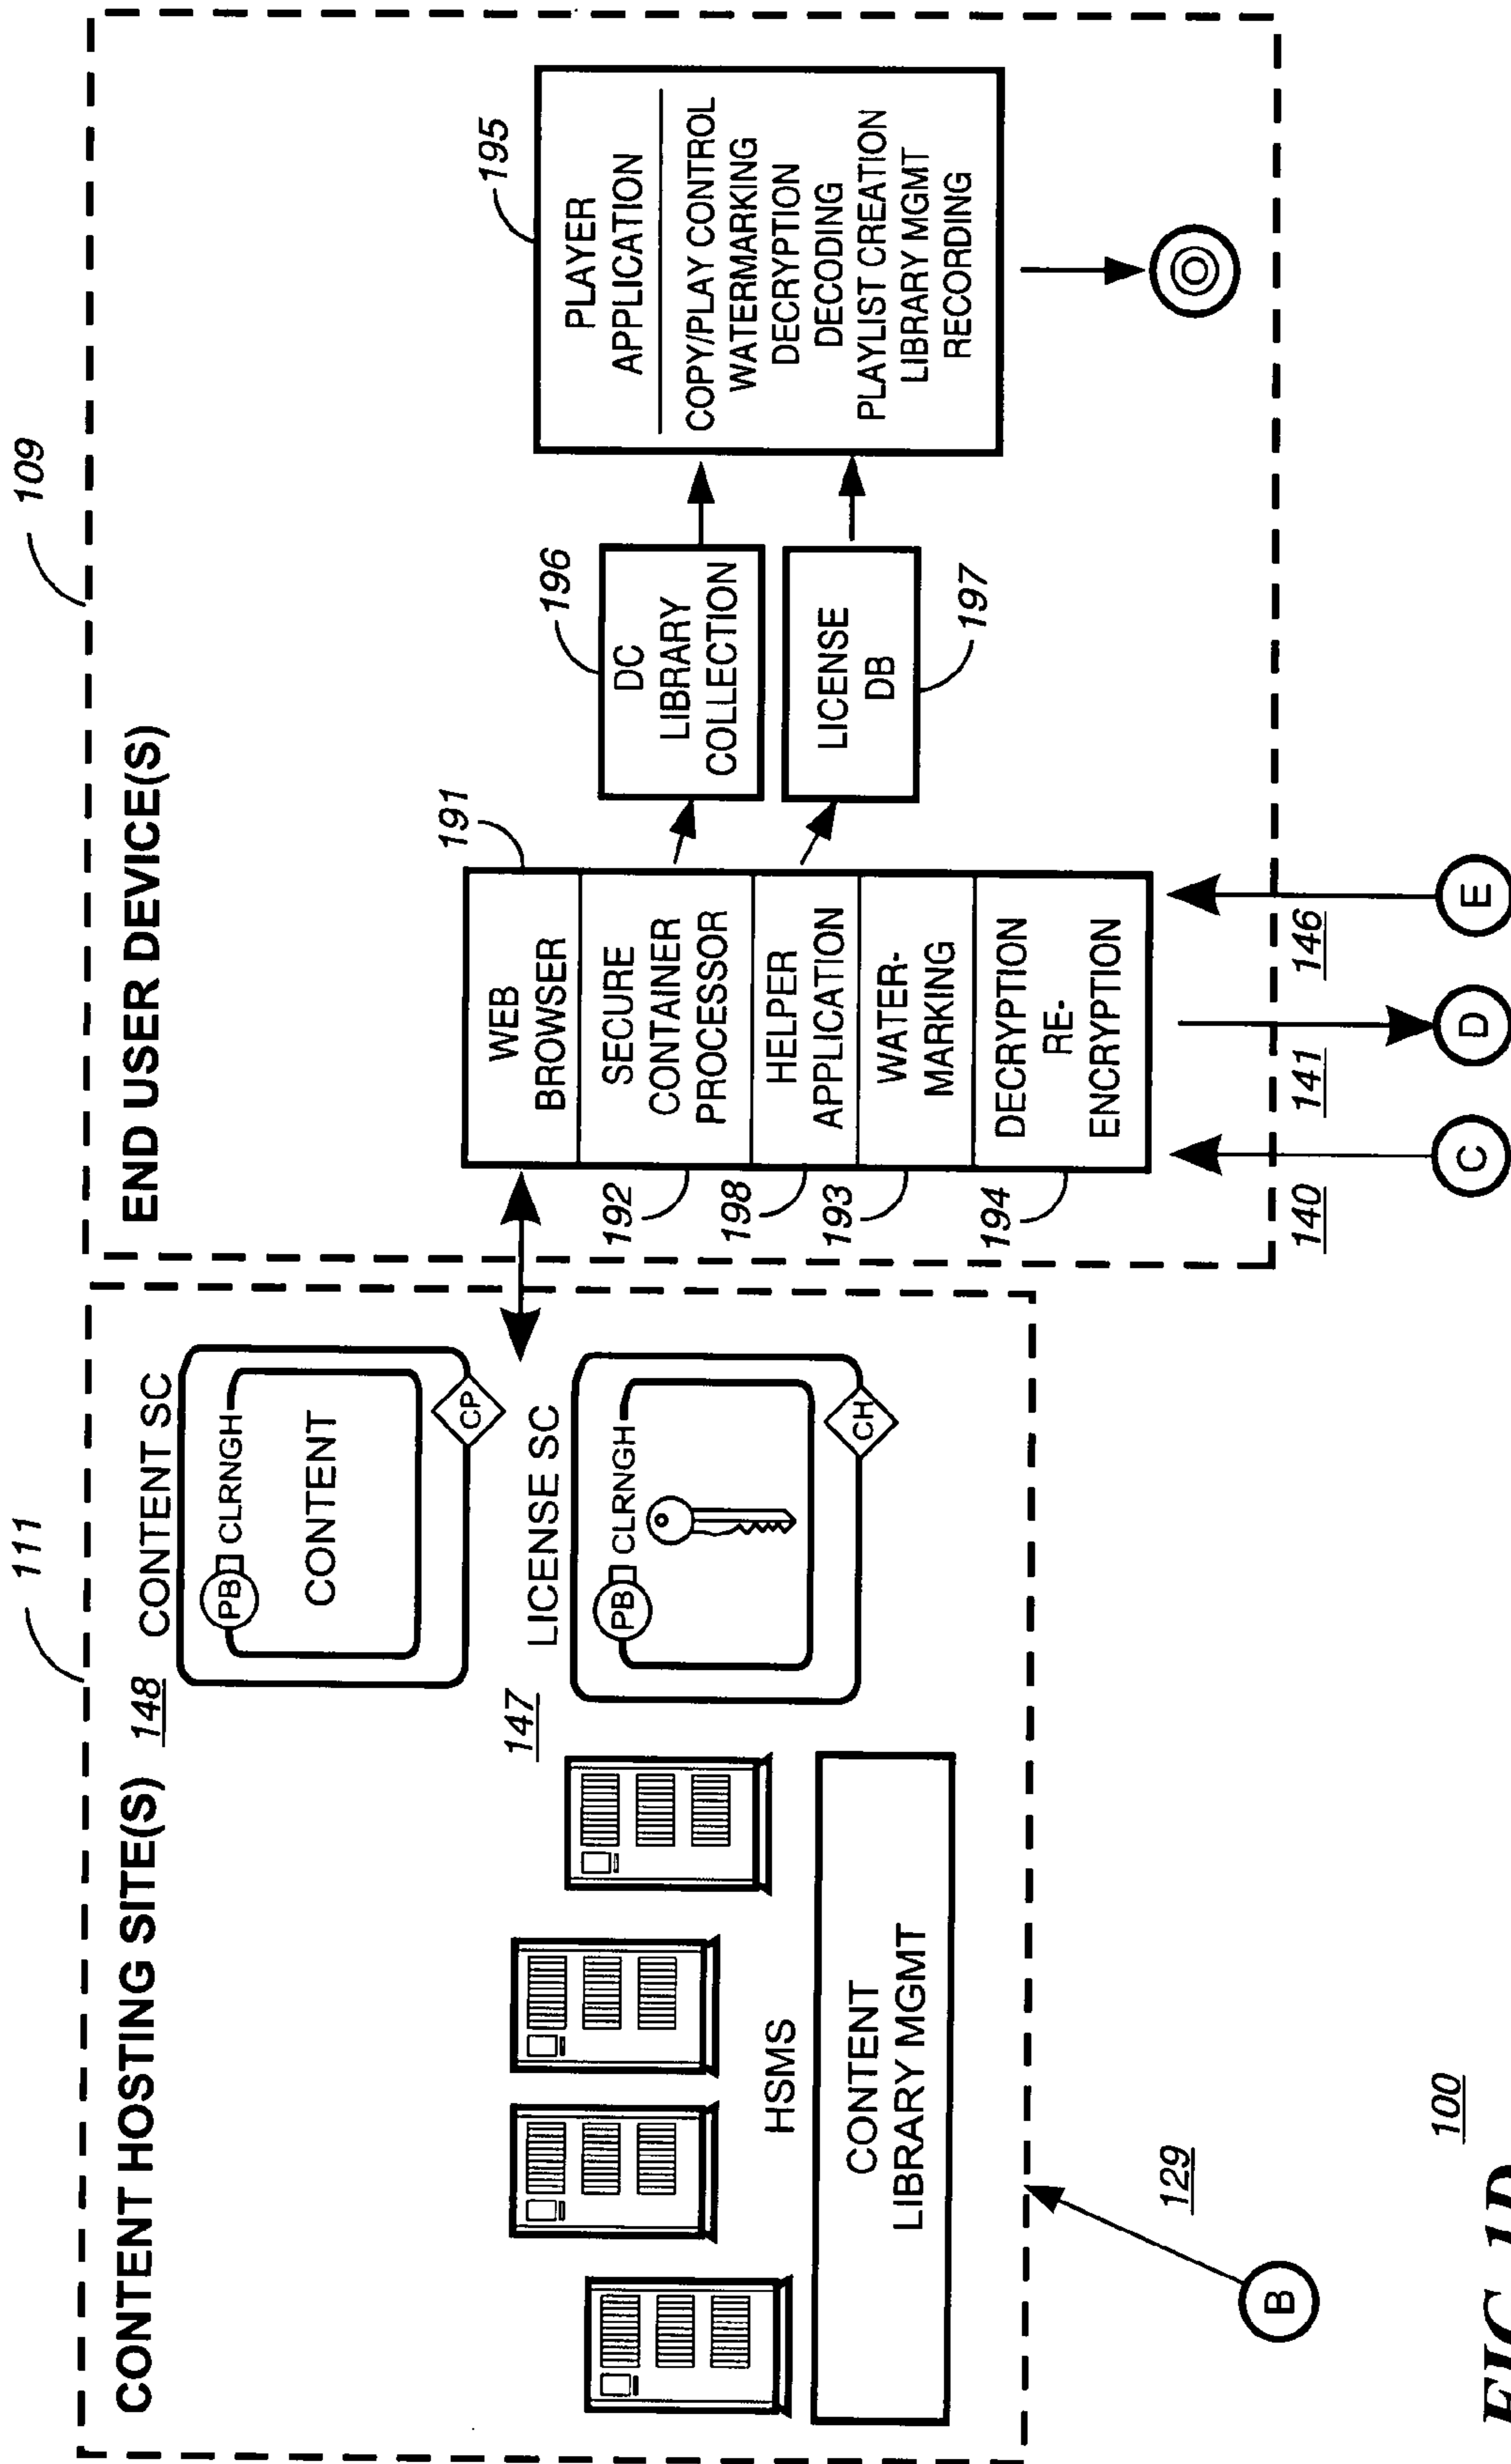 111
109
CONTENT HOSTING SITE(S)
148
CONTENT SC
PB
CLRNGH
CONTENT
CP
147
LICENSE SC
PB
CLRNGH
CH
HSMS
CONTENT
LIBRARY MGMT
129
B
END USER DEVICE(S)
191
WEB
BROWSER
192
SECURE
CONTAINER
PROCESSOR
198
HELPER
APPLICATION
193
WATER-
MARKING
194
DECRYPTION
RE-
ENCRYPTION
196
DC
LIBRARY
COLLECTION
LICENSE
DB
197
195
PLAYER
APPLICATION
COPY/PLAY CONTROL
WATERMARKING
DECRYPTION
DECODING
PLAYLIST CREATION
LIBRARY MGMT
RECORDING
140
141
146
C
D
E
100
FIG. 1D